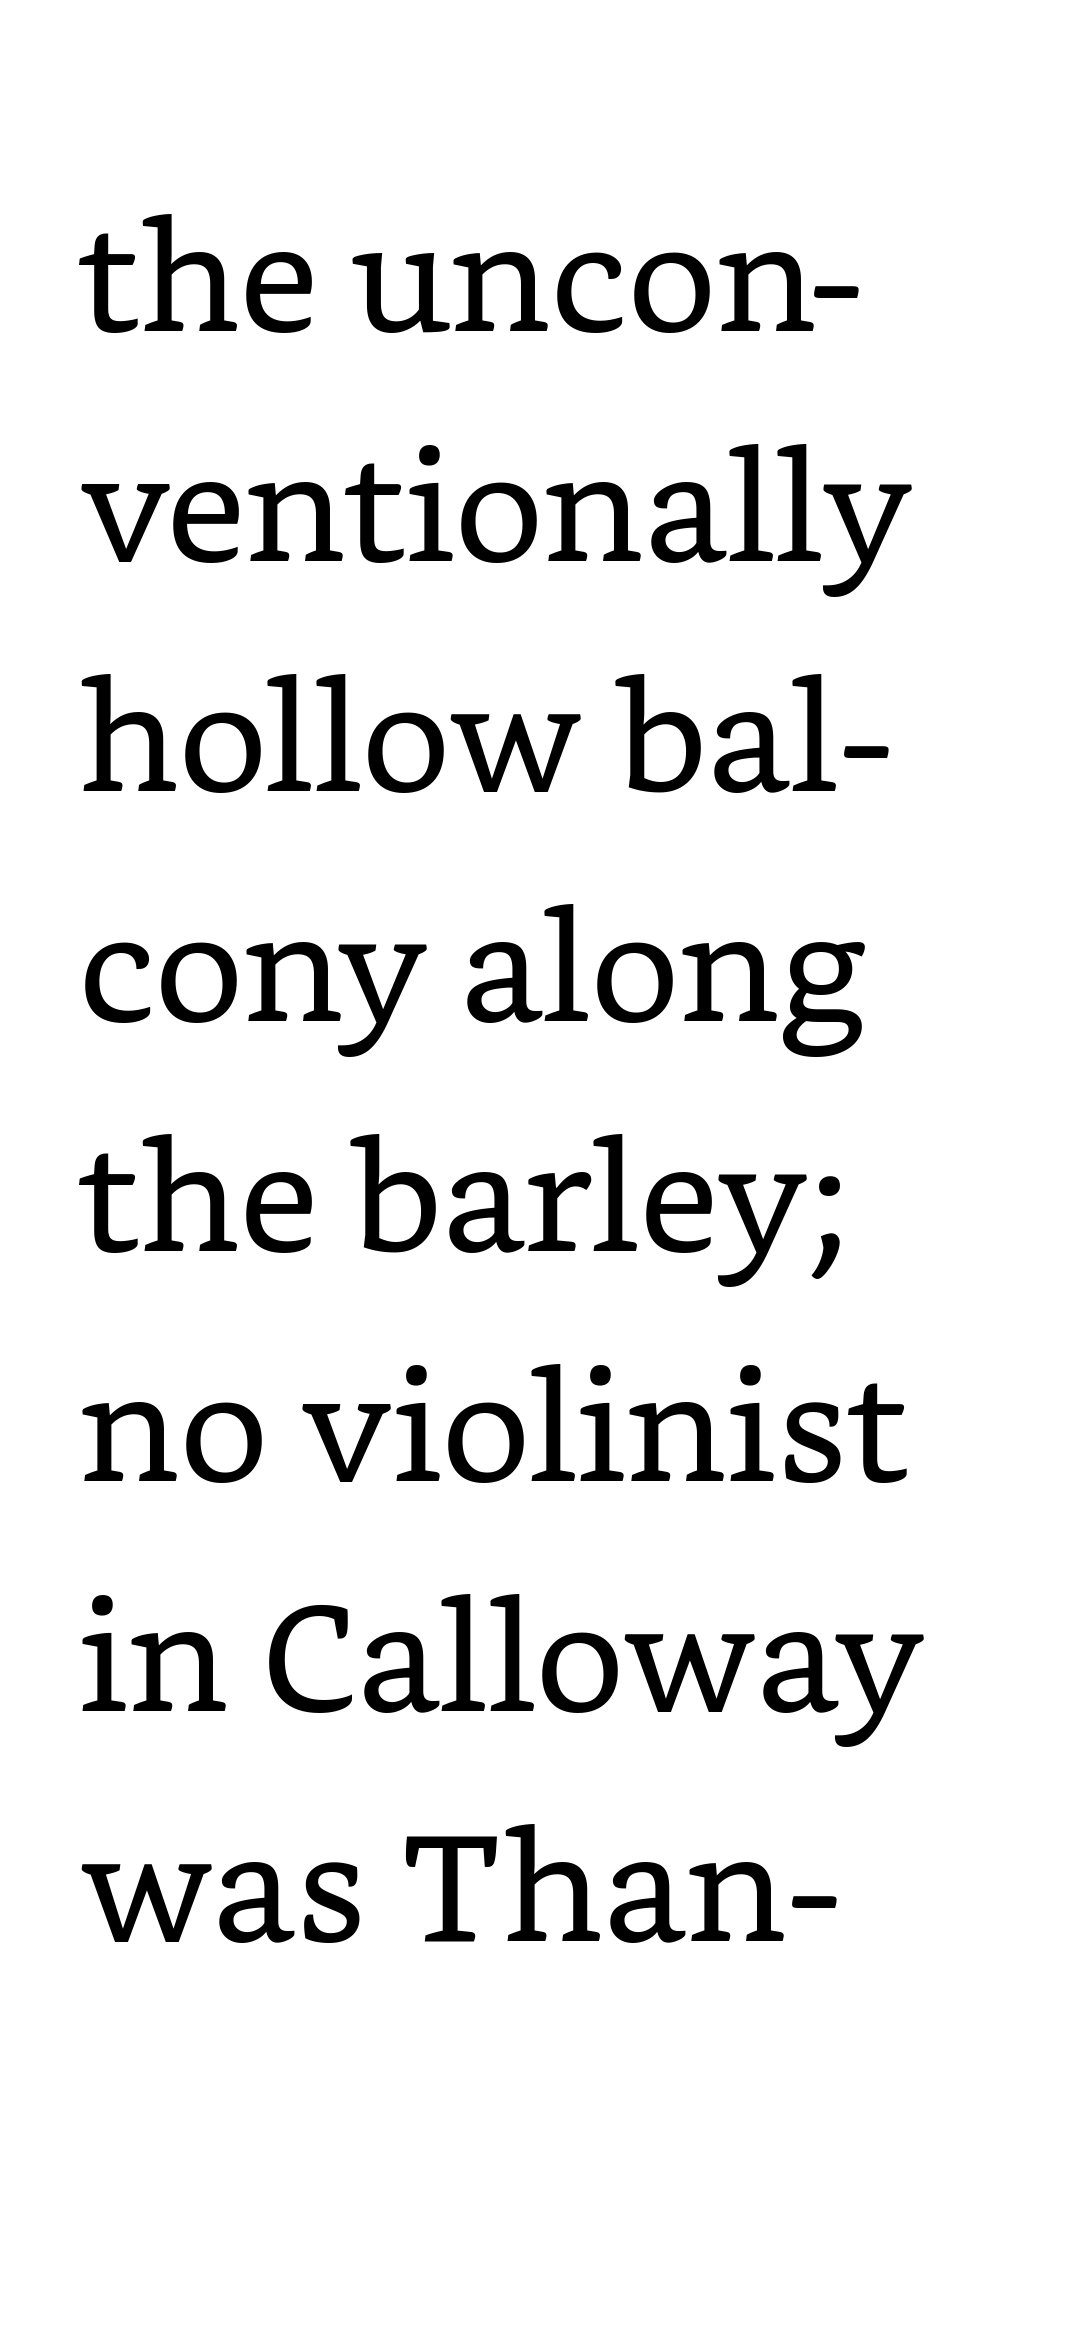 the uncon-
ventionally
hollow bal-
cony along
the barley;
no violinist
in Calloway
was Than-